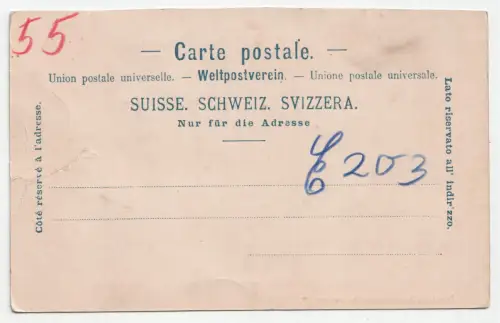 55
— Carte postale. —
Union postale universelle. — Weltpostverein. — Unione postale universale.
SUISSE. SCHWEIZ. SVIZZERA.
Nur für die Adresse
Côté réservé à l'adresse.
Lato riservato all' indirizzo.
203